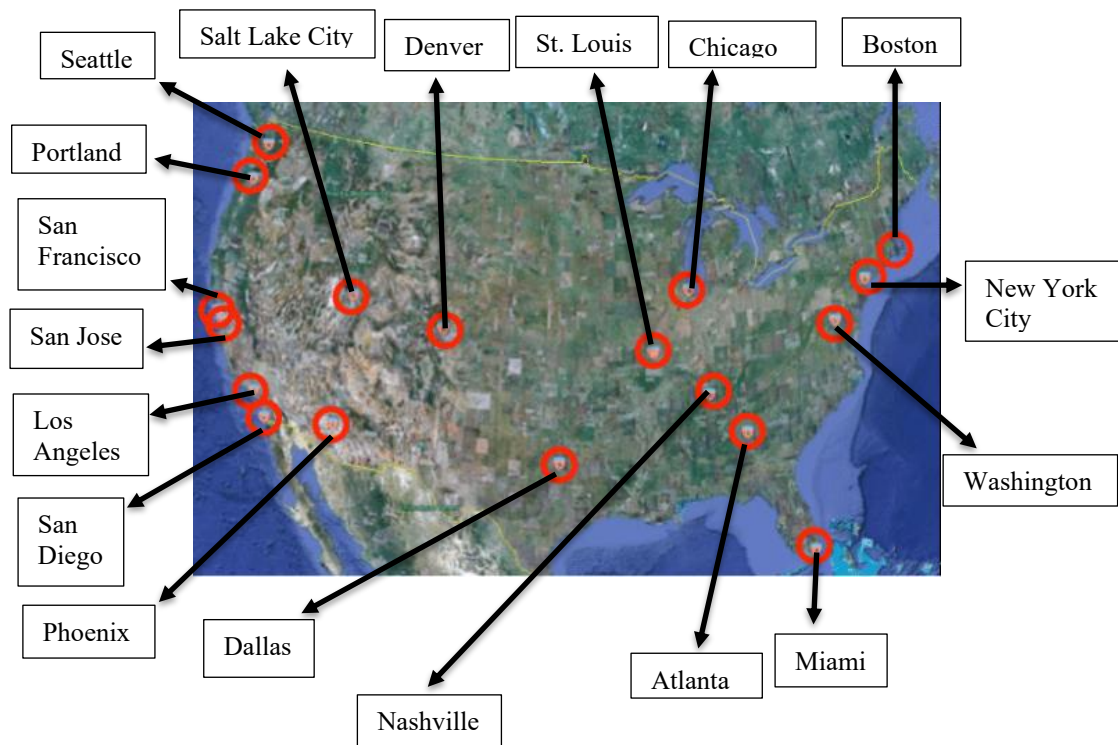 Salt Lake City
Denver
St. Louis
Chicago
Boston
Seattle
Portland
San
Francisco
San Jose
Los
Angeles
San
Diego
Phoenix
Dallas
Nashville
Atlanta
Miami
Washington
New York
City